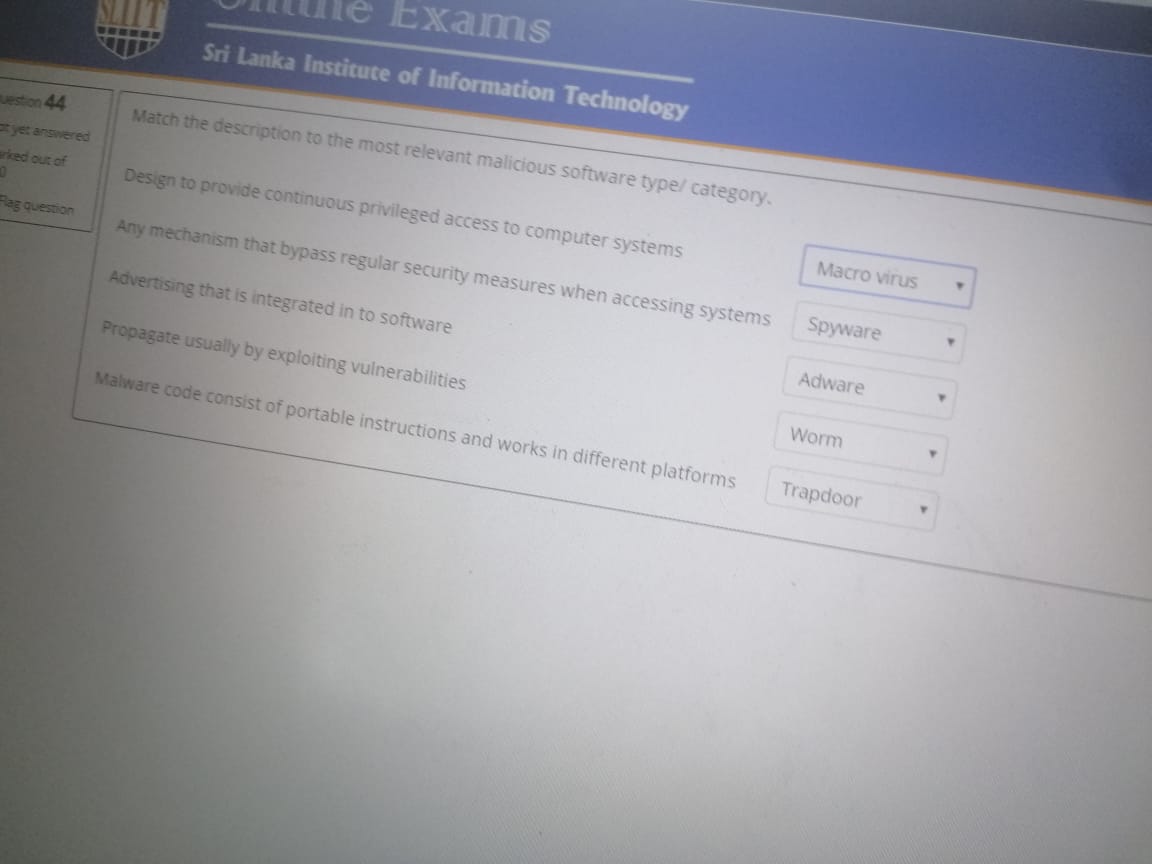 SLIIT
Online Exams
Sri Lanka Institute of Information Technology
uestion 44
ot yet answered
rked out of
0
Flag question
Match the description to the most relevant malicious software type/ category.
Design to provide continuous privileged access to computer systems
Macro virus
Any mechanism that bypass regular security measures when accessing systems
Spyware
Advertising that is integrated in to software
Adware
Propagate usually by exploiting vulnerabilities
Worm
Malware code consist of portable instructions and works in different platforms
Trapdoor